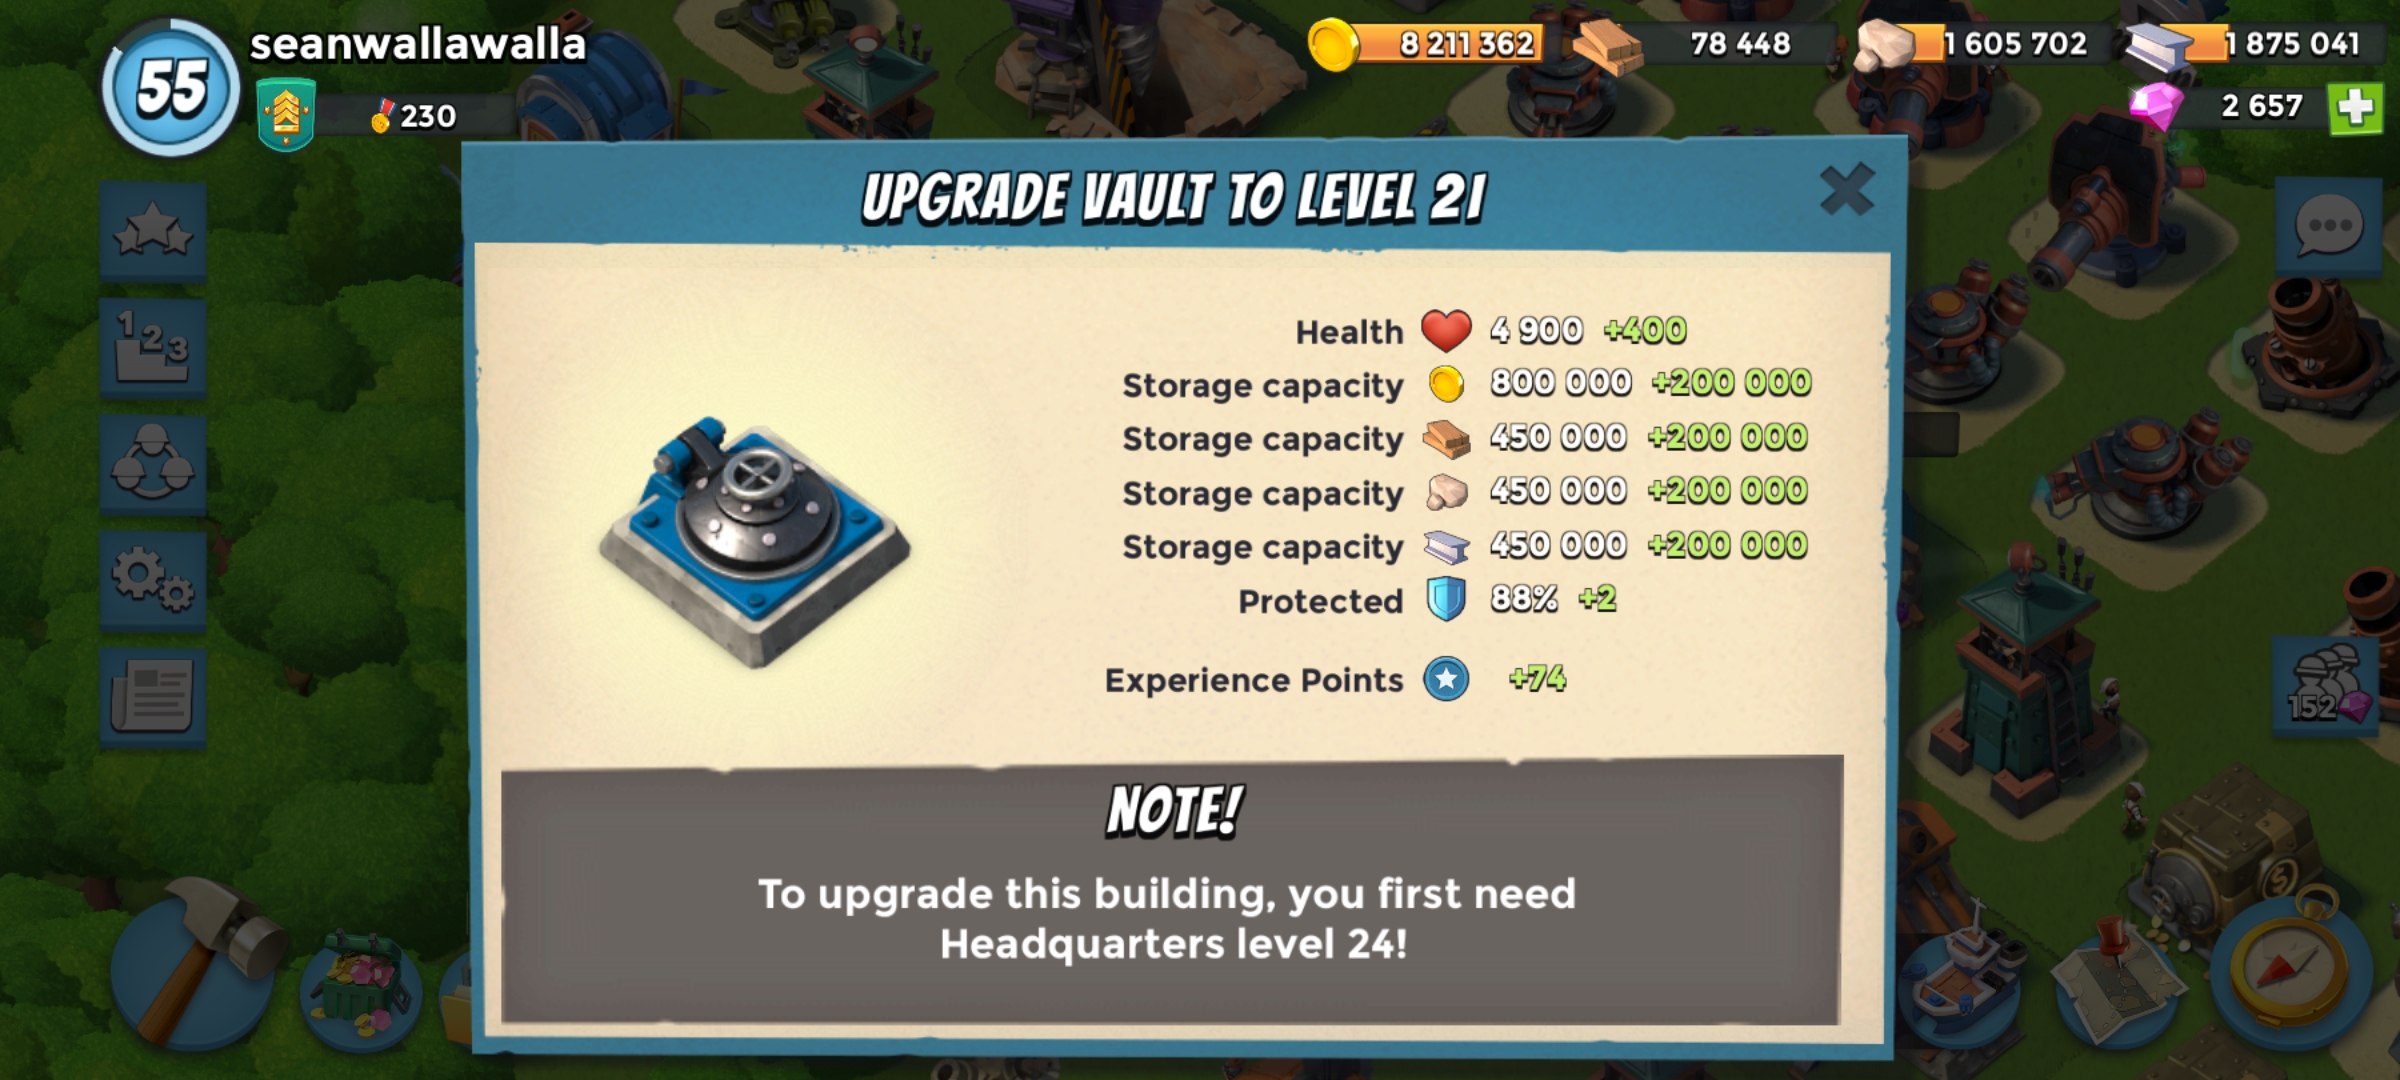 55
seanwallawalla
230
8 211 362
78 448
1 605 702
1 875 041
2 657
UPGRADE VAULT TO LEVEL 21
Health 4 900 +400
Storage capacity 800 000 +200 000
Storage capacity 450 000 +200 000
Storage capacity 450 000 +200 000
Storage capacity 450 000 +200 000
Protected 88% +2
Experience Points +74
1 2 3
152
NOTE!
To upgrade this building, you first need
Headquarters level 24!